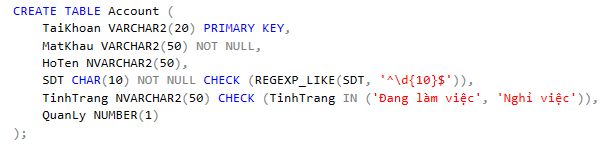 CREATE TABLE Account (
    TaiKhoan VARCHAR2(20) PRIMARY KEY,
    MatKhau VARCHAR2(50) NOT NULL,
    HoTen NVARCHAR2(50),
    SDT CHAR(10) NOT NULL CHECK (REGEXP_LIKE(SDT, '^\d{10}$')),
    TinhTrang NVARCHAR2(50) CHECK (TinhTrang IN ('Đang làm việc', 'Nghỉ việc')),
    QuanLy NUMBER(1)
);